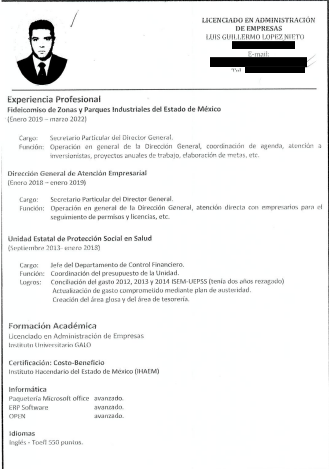 LICENCIADO EN ADMINISTRACIÓN
DE EMPRESAS
LUIS GUILLERMO LOPEZ NIETO
E-mail:
Tel.
Experiencia Profesional
Fideicomiso de Zonas y Parques Industriales del Estado de México
(Enero 2019 – marzo 2022)
Cargo: Secretario Particular del Director General.
Función: Operación en general de la Dirección General, coordinación de agenda, atención a
inversionistas, proyectos anuales de trabajo, elaboración de metas, etc.
Dirección General de Atención Empresarial
(Enero 2018 – enero 2019)
Cargo: Secretario Particular del Director General.
Función: Operación en general de la Dirección General, atención directa con empresarios para el
seguimiento de permisos y licencias, etc.
Unidad Estatal de Protección Social en Salud
(Septiembre 2013- enero 2018)
Cargo: Jefe del Departamento de Control Financiero.
Función: Coordinación del presupuesto de la Unidad.
Logros: Conciliación del gasto 2012, 2013 y 2014 ISEM-UEPSS (tenía dos años rezagado)
Actualización de gasto comprometido mediante plan de austeridad.
Creación del área glosa y del área de tesorería.
Formación Académica
Licenciado en Administración de Empresas
Instituto Universitario GALO
Certificación: Costo-Beneficio
Instituto Hacendario del Estado de México (IHAEM)
Informática
Paquetería Microsoft office avanzado.
ERP Software avanzado.
OPEN avanzado.
Idiomas
Inglés - Toefl 550 puntos.